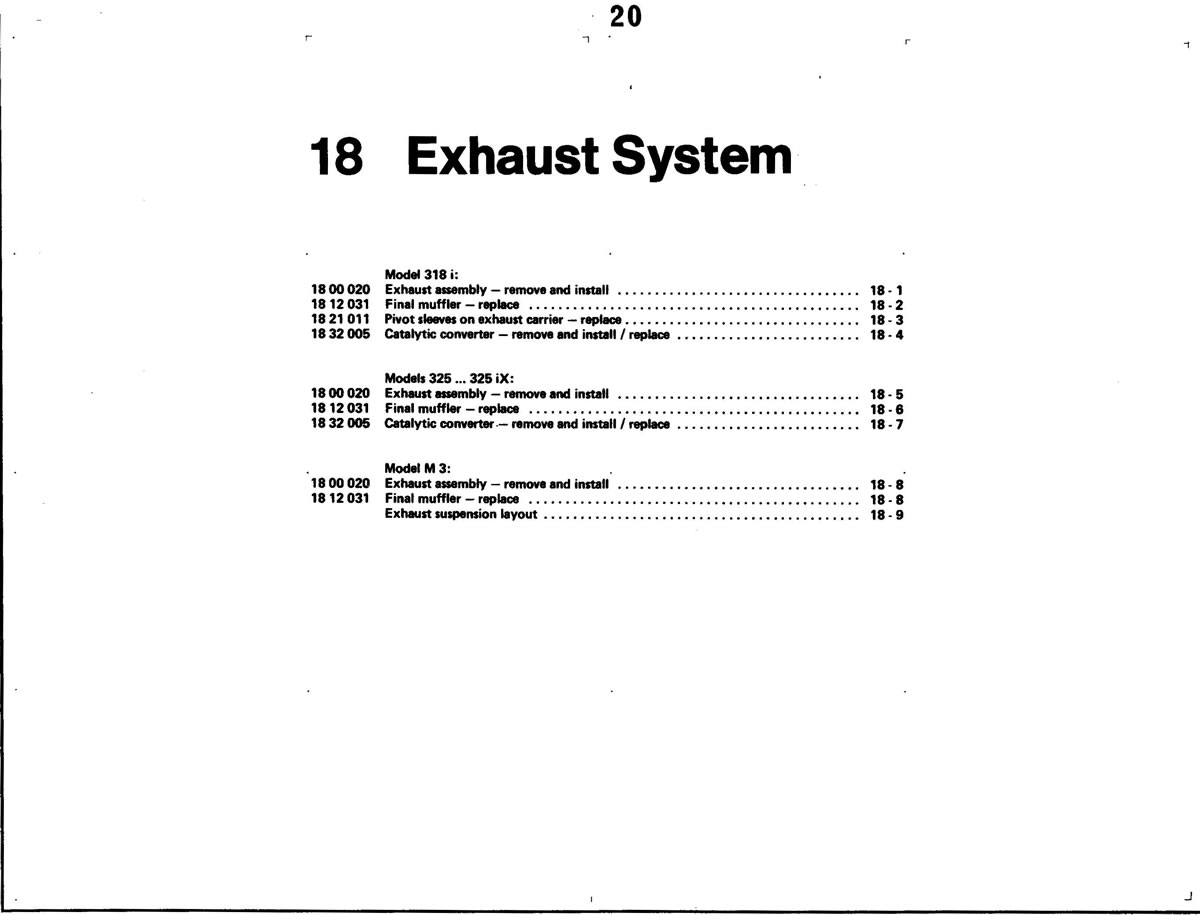 20
18 Exhaust System
Model 318 i:
18 00 020 Exhaust assembly — remove and install ................................ 18 - 1
18 12 031 Final muffler — replace ............................................ 18 - 2
18 21 011 Pivot sleeves on exhaust carrier — replace ............................... 18 - 3
18 32 005 Catalytic converter — remove and install / replace ........................ 18 - 4
Models 325 ... 325 iX:
18 00 020 Exhaust assembly — remove and install ................................ 18 - 5
18 12 031 Final muffler — replace ............................................ 18 - 6
18 32 005 Catalytic converter — remove and install / replace ........................ 18 - 7
Model M 3:
18 00 020 Exhaust assembly — remove and install ................................ 18 - 8
18 12 031 Final muffler — replace ............................................ 18 - 8
Exhaust suspension layout .......................................... 18 - 9